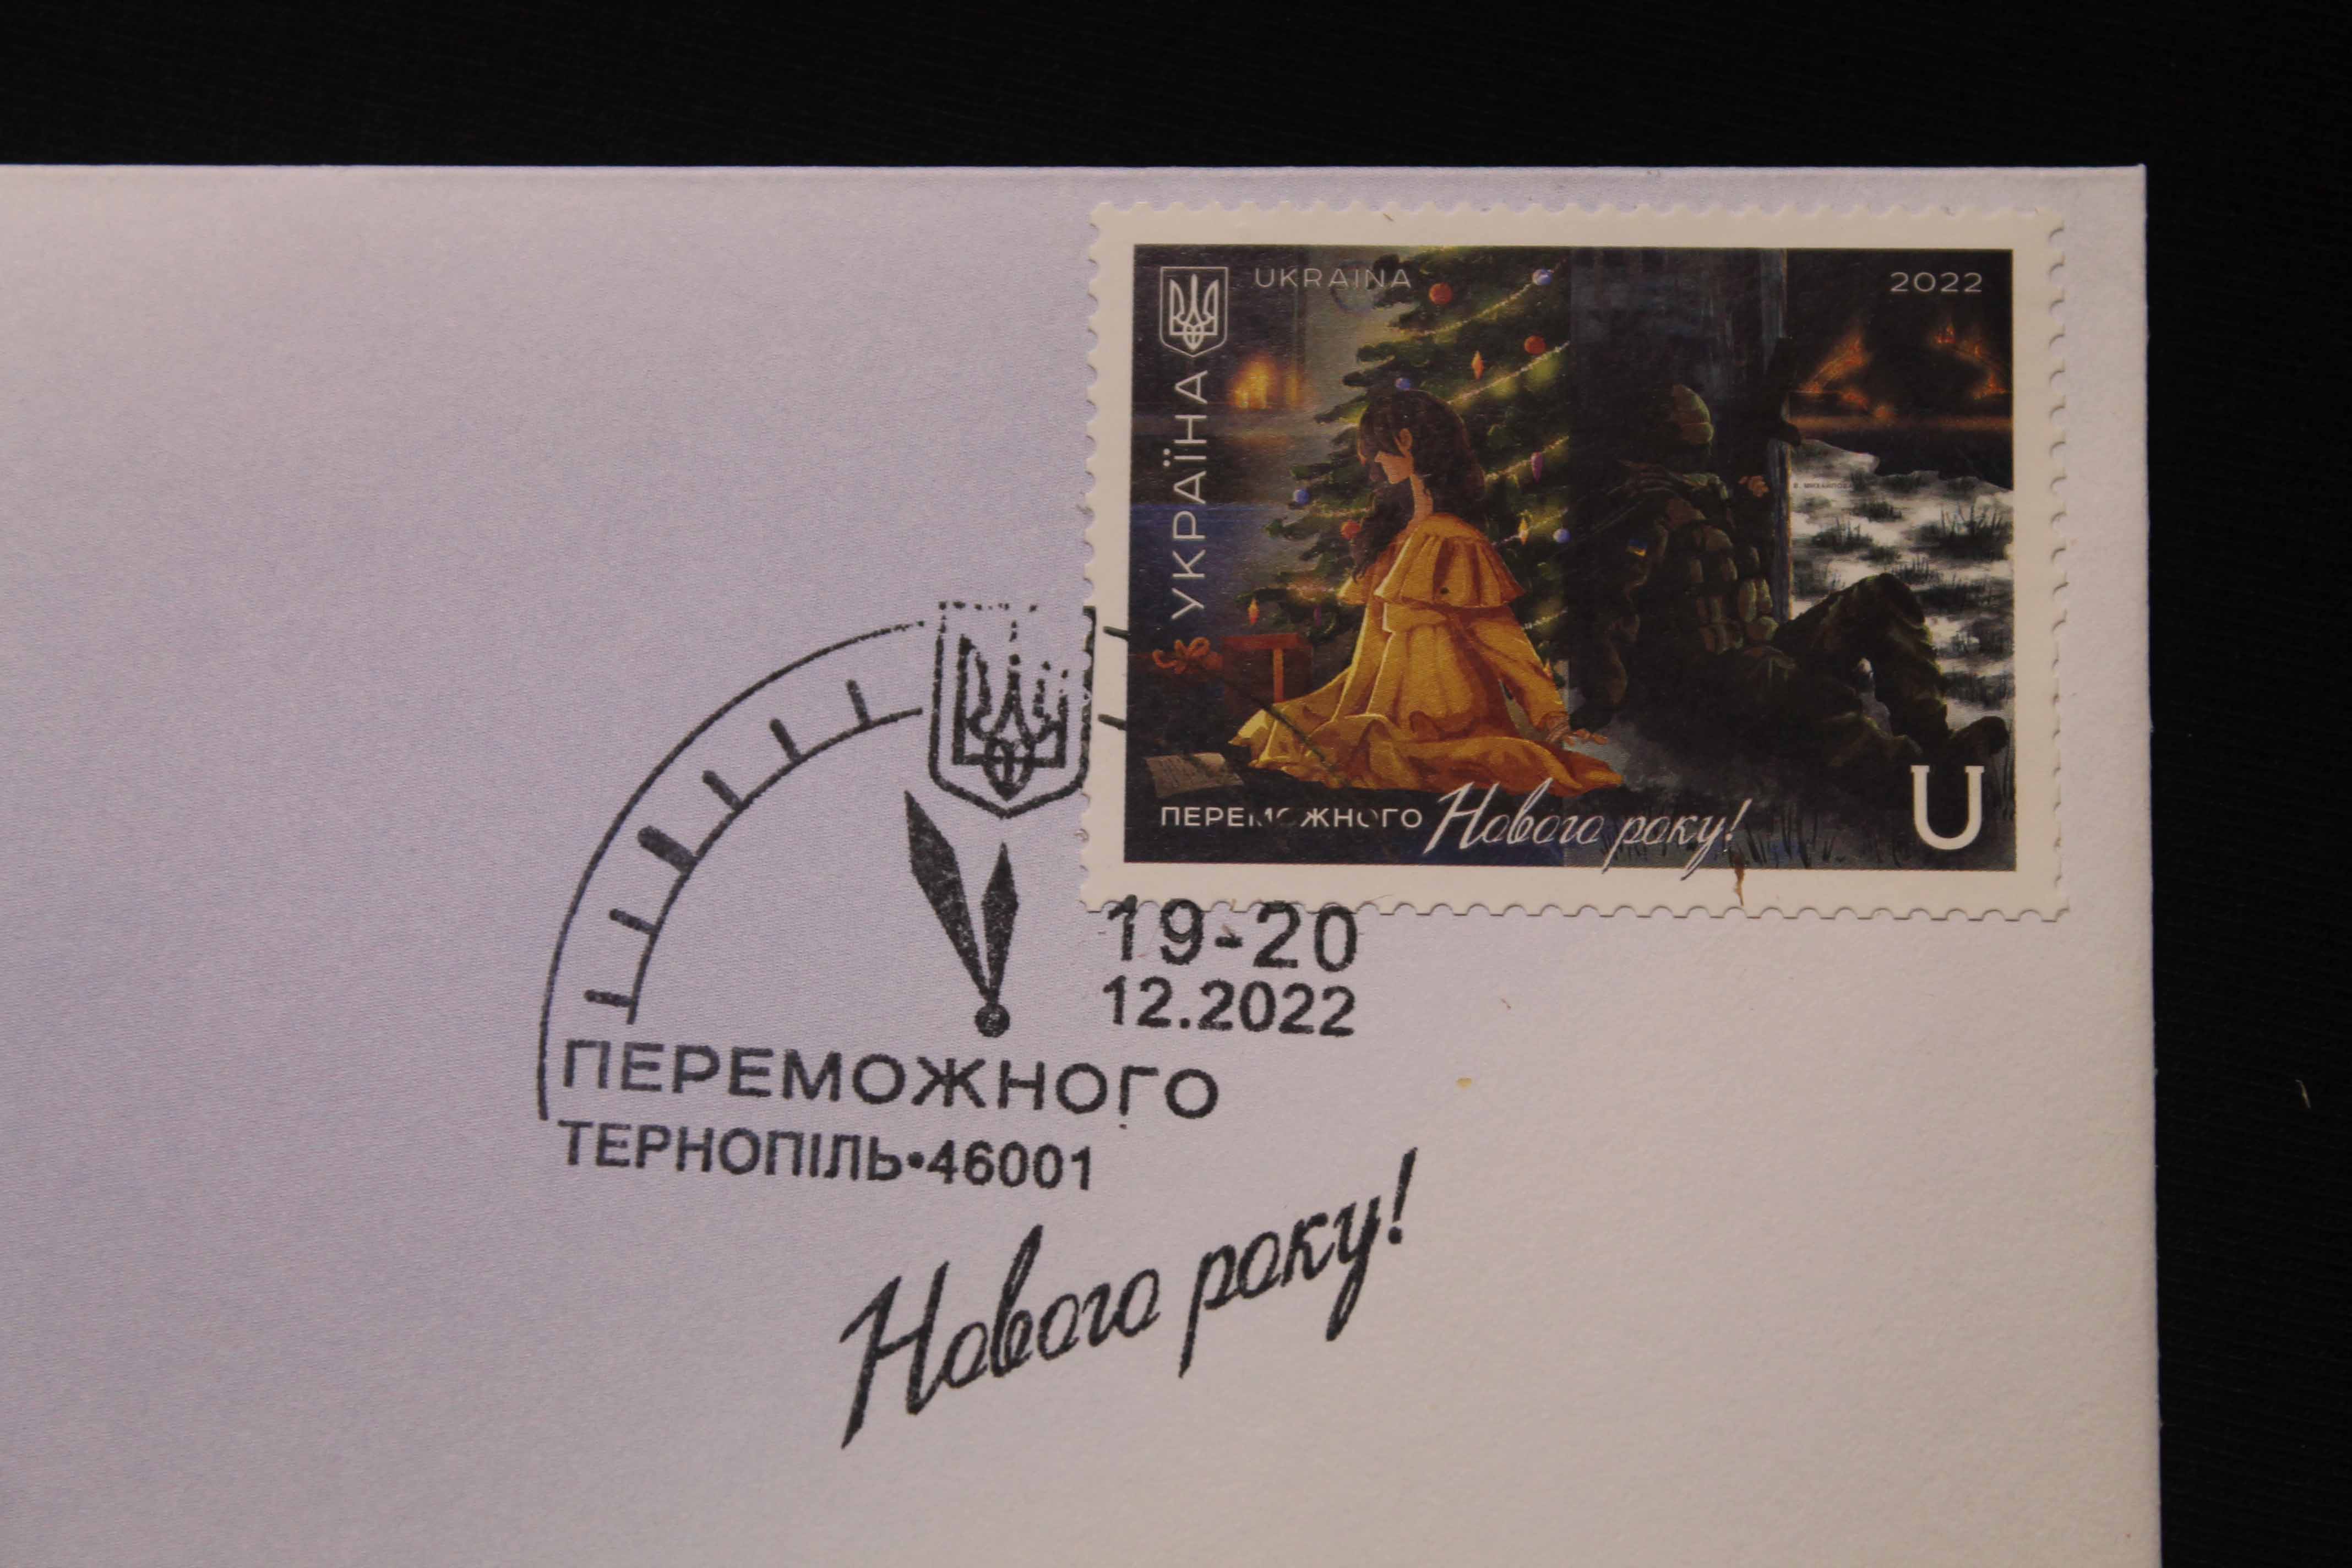 UKRAINA
2022
УКРАЇНА
ПЕРЕМОЖНОГО Нового року!
U
19-20
12.2022
ПЕРЕМОЖНОГО
ТЕРНОПІЛЬ•46001
Нового року!